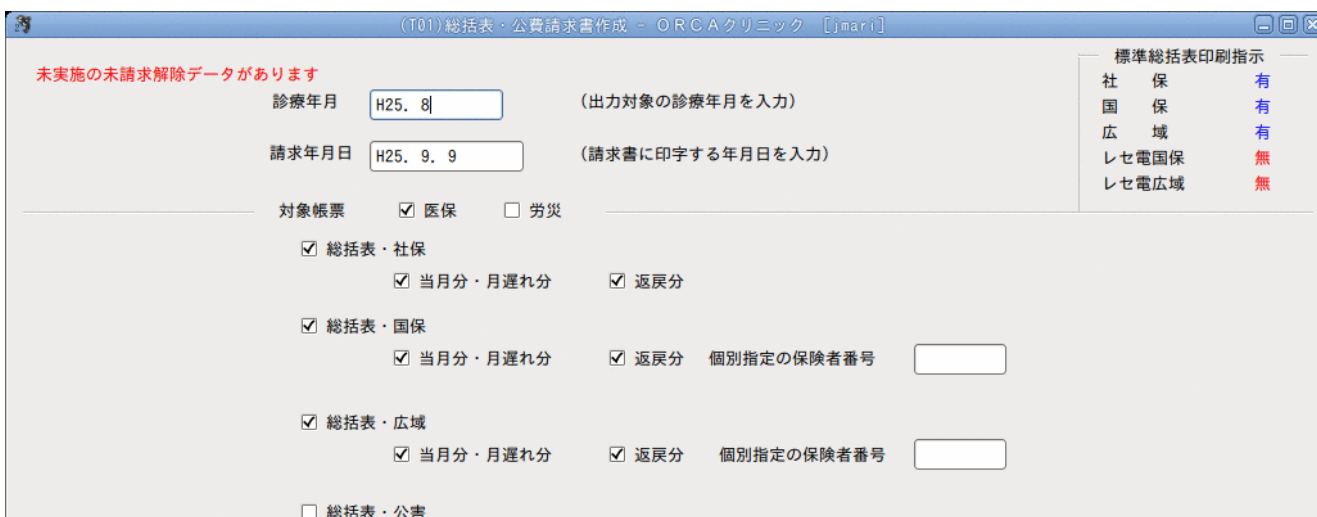 (T01)総括表・公費請求書作成 - ORCAクリニック [jmari]
未実施の未請求解除データがあります
診療年月 H25. 8 (出力対象の診療年月を入力)
請求年月日 H25. 9. 9 (請求書に印字する年月日を入力)
標準総括表印刷指示
社 保 有
国 保 有
広 域 有
レセ電国保 無
レセ電広域 無
対象帳票 医保 労災
総括表・社保
当月分・月遅れ分 返戻分
総括表・国保
当月分・月遅れ分 返戻分 個別指定の保険者番号
総括表・広域
当月分・月遅れ分 返戻分 個別指定の保険者番号
総括表・公害